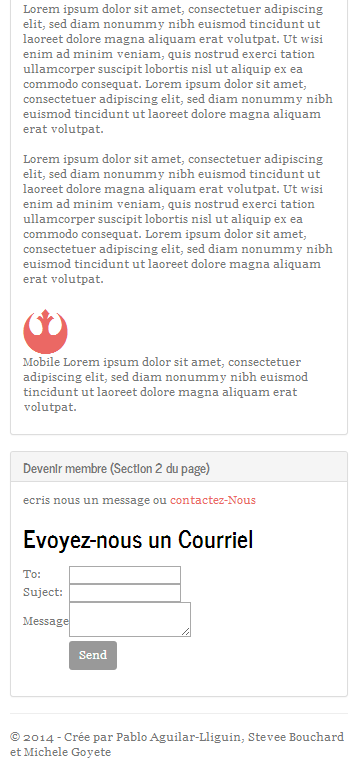 Lorem ipsum dolor sit amet, consectetuer adipiscing
elit, sed diam nonummy nibh euismod tincidunt ut
laoreet dolore magna aliquam erat volutpat. Ut wisi
enim ad minim veniam, quis nostrud exerci tation
ullamcorper suscipit lobortis nisl ut aliquip ex ea
commodo consequat. Lorem ipsum dolor sit amet,
consectetuer adipiscing elit, sed diam nonummy nibh
euismod tincidunt ut laoreet dolore magna aliquam
erat volutpat.
Lorem ipsum dolor sit amet, consectetuer adipiscing
elit, sed diam nonummy nibh euismod tincidunt ut
laoreet dolore magna aliquam erat volutpat. Ut wisi
enim ad minim veniam, quis nostrud exerci tation
ullamcorper suscipit lobortis nisl ut aliquip ex ea
commodo consequat. Lorem ipsum dolor sit amet,
consectetuer adipiscing elit, sed diam nonummy nibh
euismod tincidunt ut laoreet dolore magna aliquam
erat volutpat.
Mobile Lorem ipsum dolor sit amet, consectetuer
adipiscing elit, sed diam nonummy nibh euismod
tincidunt ut laoreet dolore magna aliquam erat
volutpat.
Devenir membre (Section 2 du page)
ecris nous un message ou contactez-Nous
Evoyez-nous un Courriel
To:
Suject:
Message
Send
© 2014 - Crée par Pablo Aguilar-Lliguin, Stevee Bouchard
et Michele Goyete